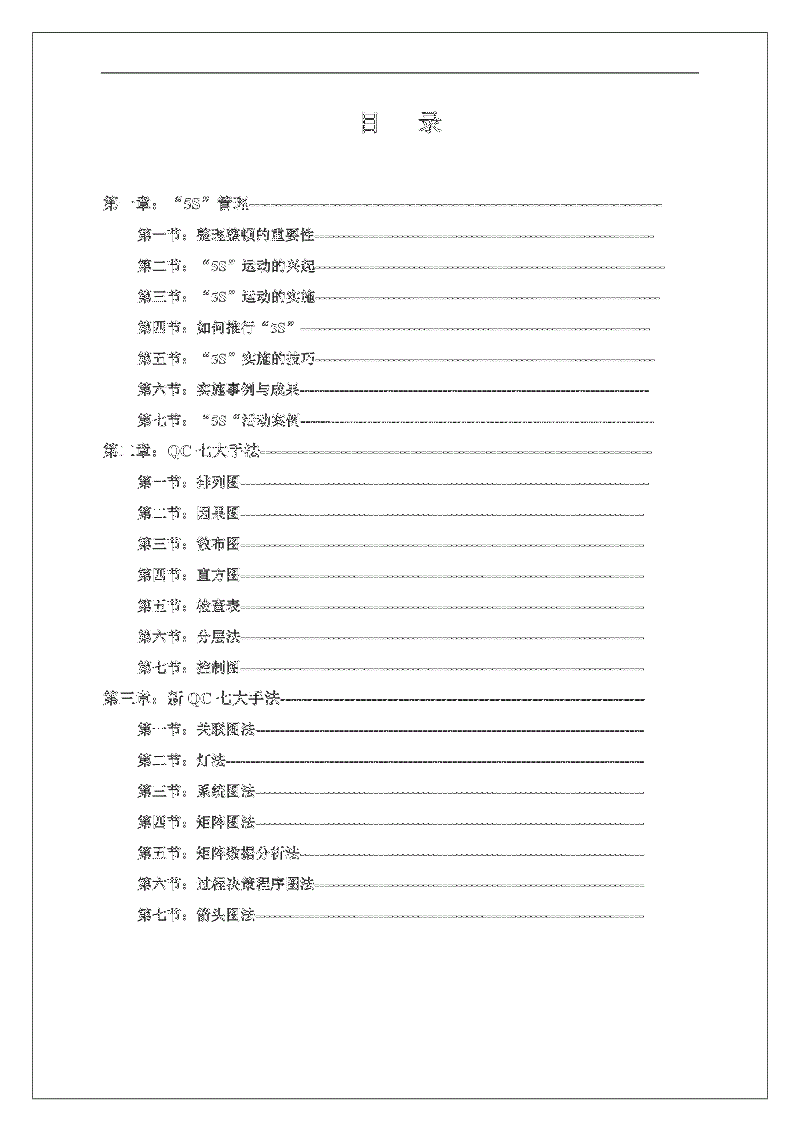 目 录
第一章：“5S”管理
第一节：整理整顿的重要性
第二节：“5S”运动的兴起
第三节：“5S”运动的实施
第四节：如何推行“5S”
第五节：“5S”实施的技巧
第六节：实施事例与成果
第七节：“5S“活动案例
第二章：QC 七大手法
第一节：排列图
第二节：因果图
第三节：散布图
第四节：直方图
第五节：检查表
第六节：分层法
第七节：控制图
第三章：新 QC 七大手法
第一节：关联图法
第二节：灯法
第三节：系统图法
第四节：矩阵图法
第五节：矩阵数据分析法
第六节：过程决策程序图法
第七节：箭头图法